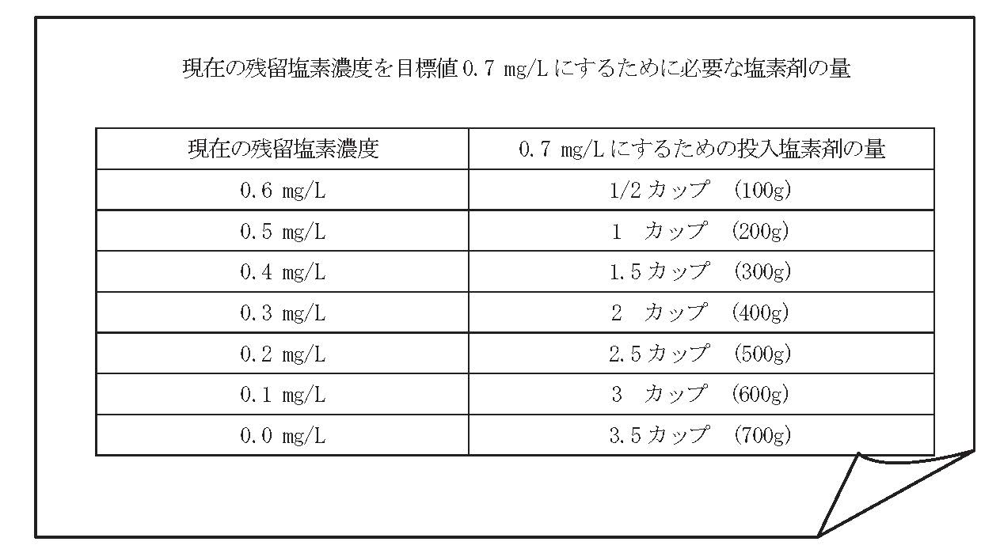 現在の残留塩素濃度を目標値0.7 mg/Lにするために必要な塩素剤の量
現在の残留塩素濃度 0.7 mg/Lにするための投入塩素剤の量
0.6 mg/L 1/2カップ (100g)
0.5 mg/L 1 カップ (200g)
0.4 mg/L 1.5カップ (300g)
0.3 mg/L 2 カップ (400g)
0.2 mg/L 2.5カップ (500g)
0.1 mg/L 3 カップ (600g)
0.0 mg/L 3.5カップ (700g)